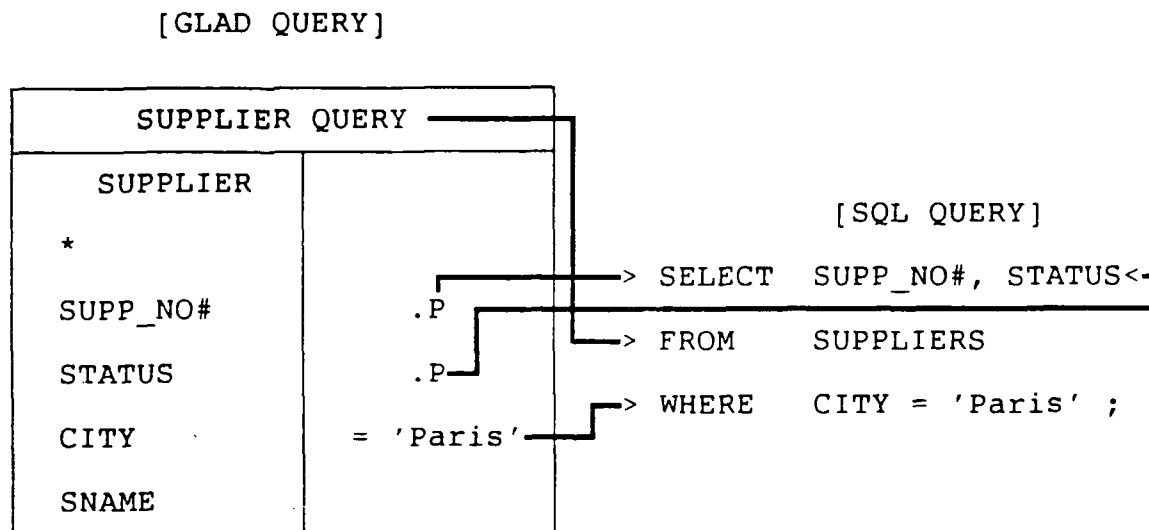 [GLAD QUERY]
SUPPLIER QUERY
SUPPLIER
*
SUPP_NO# .P
STATUS .P
CITY = 'Paris'
SNAME
[SQL QUERY]
> SELECT SUPP_NO#, STATUS<
> FROM SUPPLIERS
> WHERE CITY = 'Paris' ;